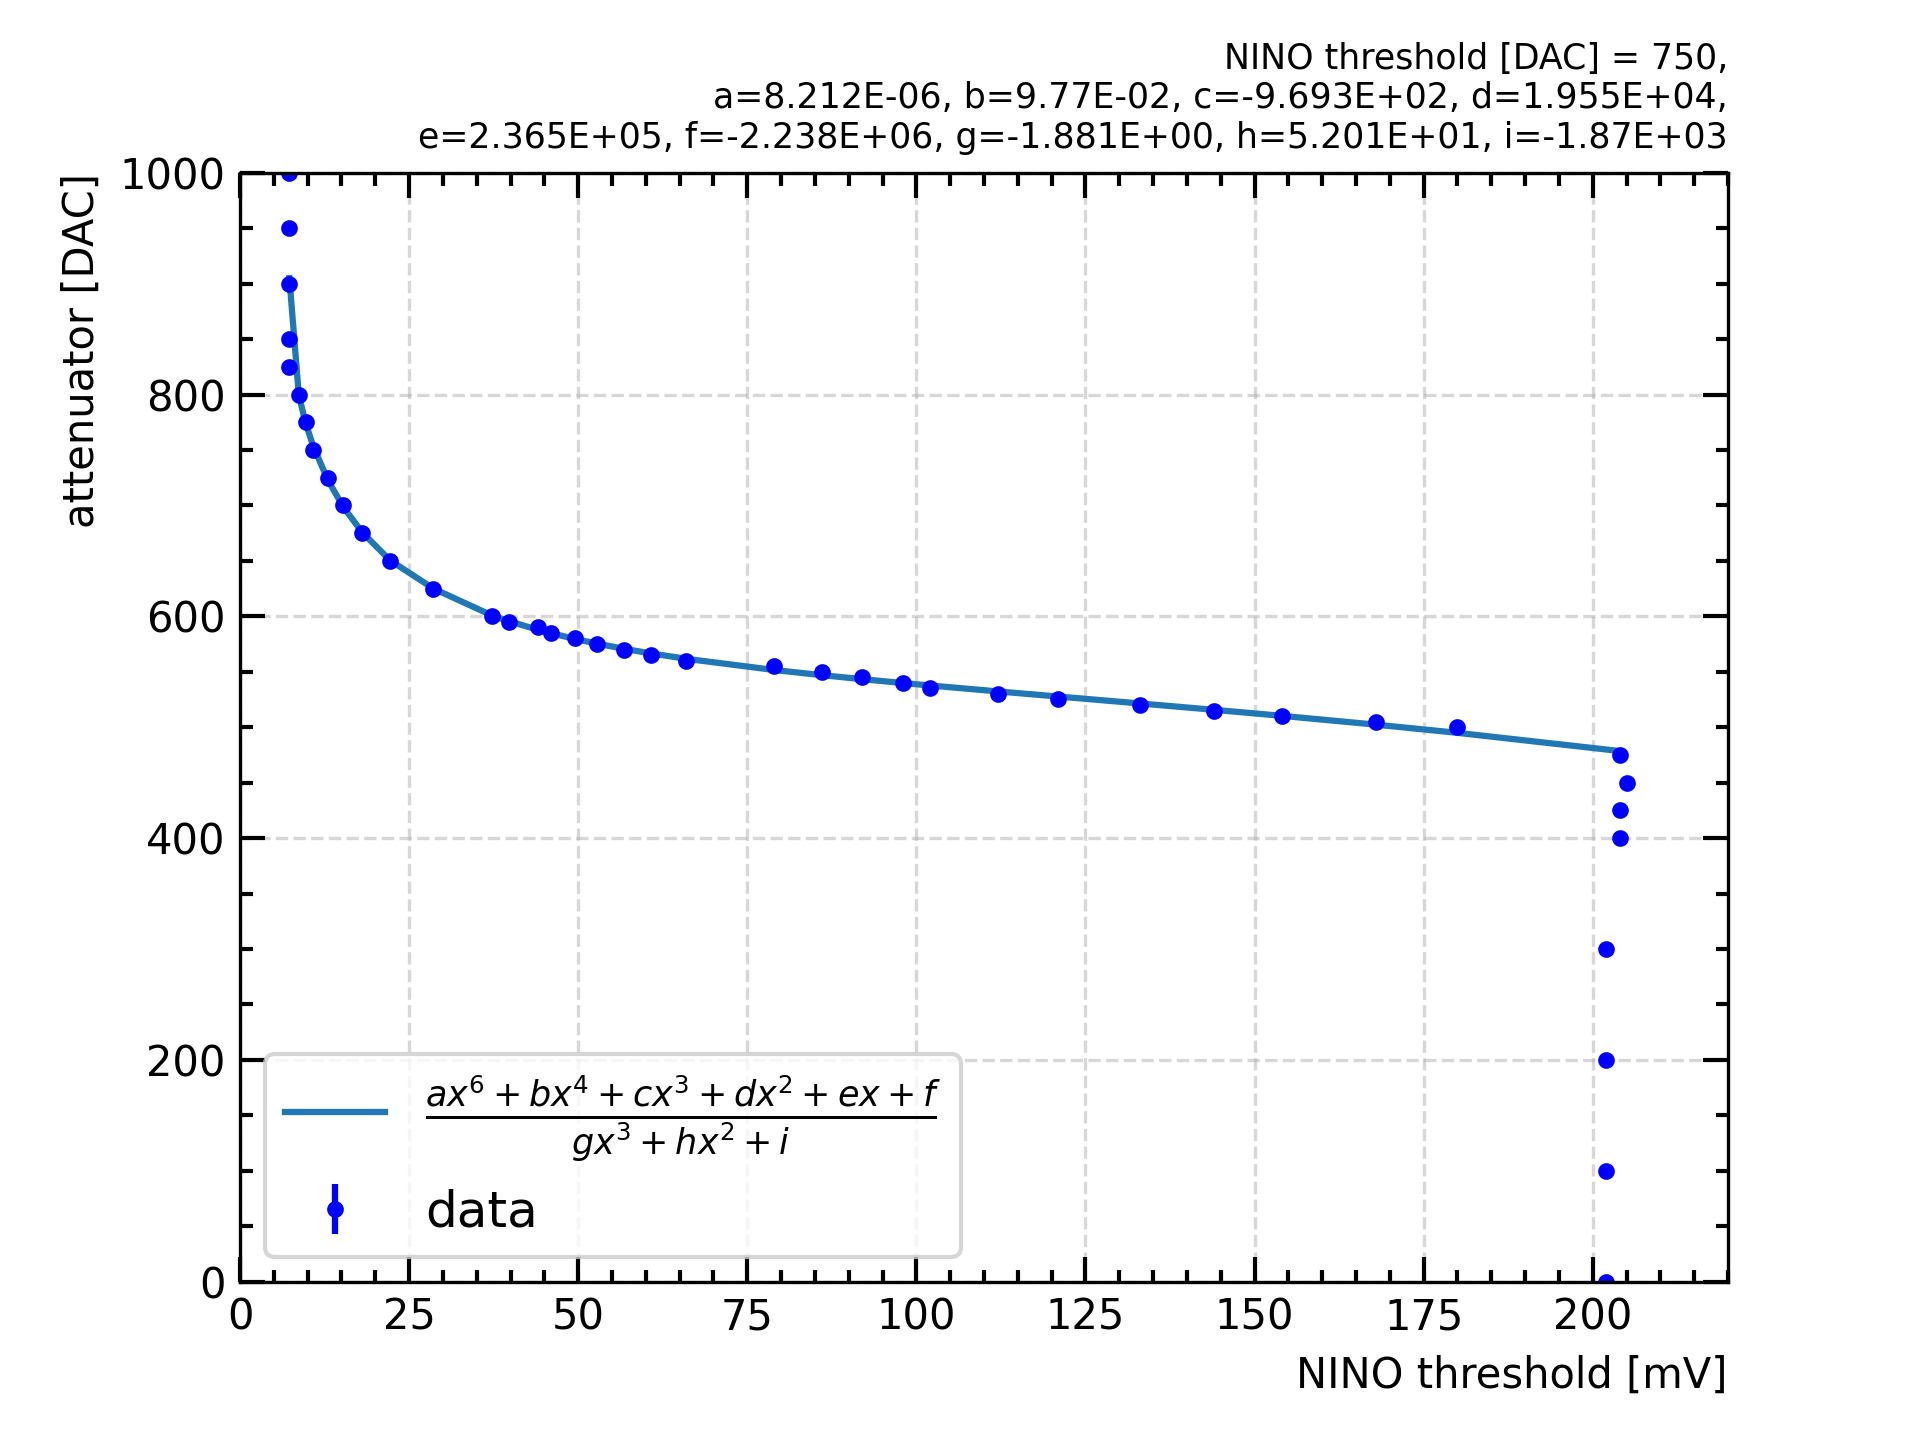 NINO threshold [DAC] = 750,
a=8.212E-06, b=9.77E-02, c=-9.693E+02, d=1.955E+04,
e=2.365E+05, f=-2.238E+06, g=-1.881E+00, h=5.201E+01, i=-1.87E+03
attenuator [DAC]
1000
800
600
400
200
0
ax⁶ + bx⁴ + cx³ + dx² + ex + f
gx³ + hx² + i
data
0 25 50 75 100 125 150 175 200
NINO threshold [mV]